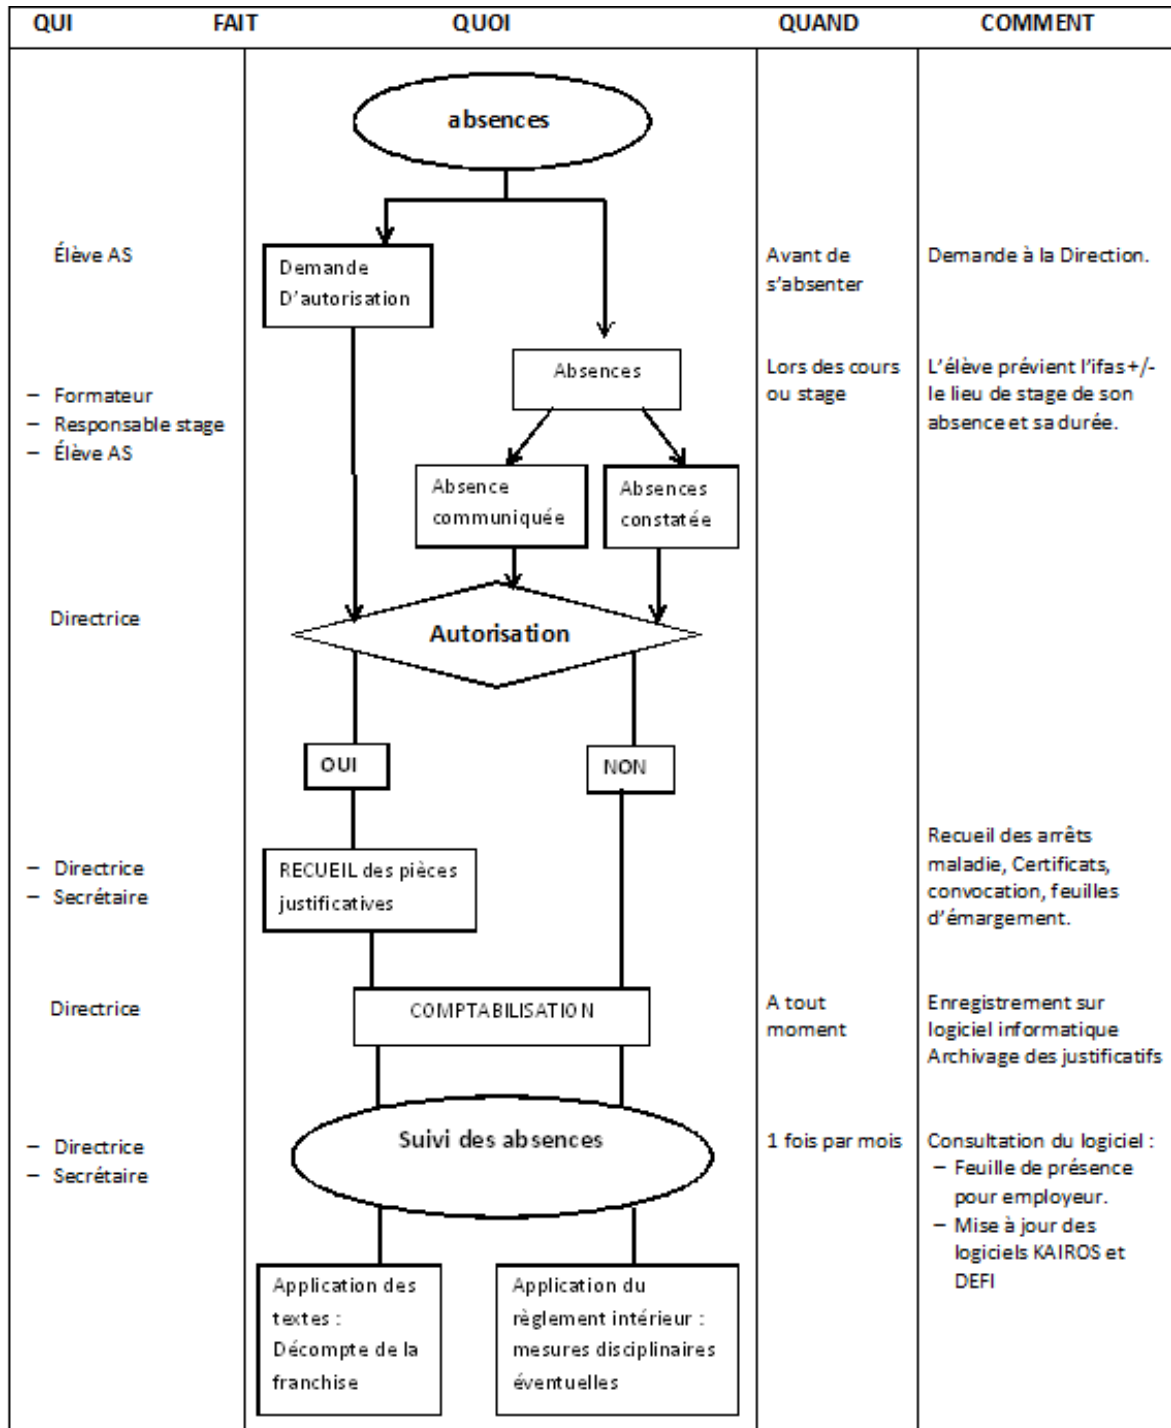 QUI FAIT QUOI QUAND COMMENT
absences
Élève AS
Demande
D'autorisation
Avant de
s'absenter
Demande à la Direction.
– Formateur
– Responsable stage
– Élève AS
Absences
Lors des cours
ou stage
L'élève prévient l'ifas +/-
le lieu de stage de son
absence et sa durée.
Absence
communiquée
Absences
constatée
Directrice
Autorisation
OUI
NON
– Directrice
– Secrétaire
RECUEIL des pièces
justificatives
Recueil des arrêts
maladie, Certificats,
convocation, feuilles
d'émargement.
Directrice
COMPTABILISATION
A tout
moment
Enregistrement sur
logiciel informatique
Archivage des justificatifs
– Directrice
– Secrétaire
Suivi des absences
1 fois par mois
Consultation du logiciel :
– Feuille de présence
pour employeur.
– Mise à jour des
logiciels KAIROS et
DEFI
Application des
textes :
Décompte de la
franchise
Application du
règlement intérieur :
mesures disciplinaires
éventuelles